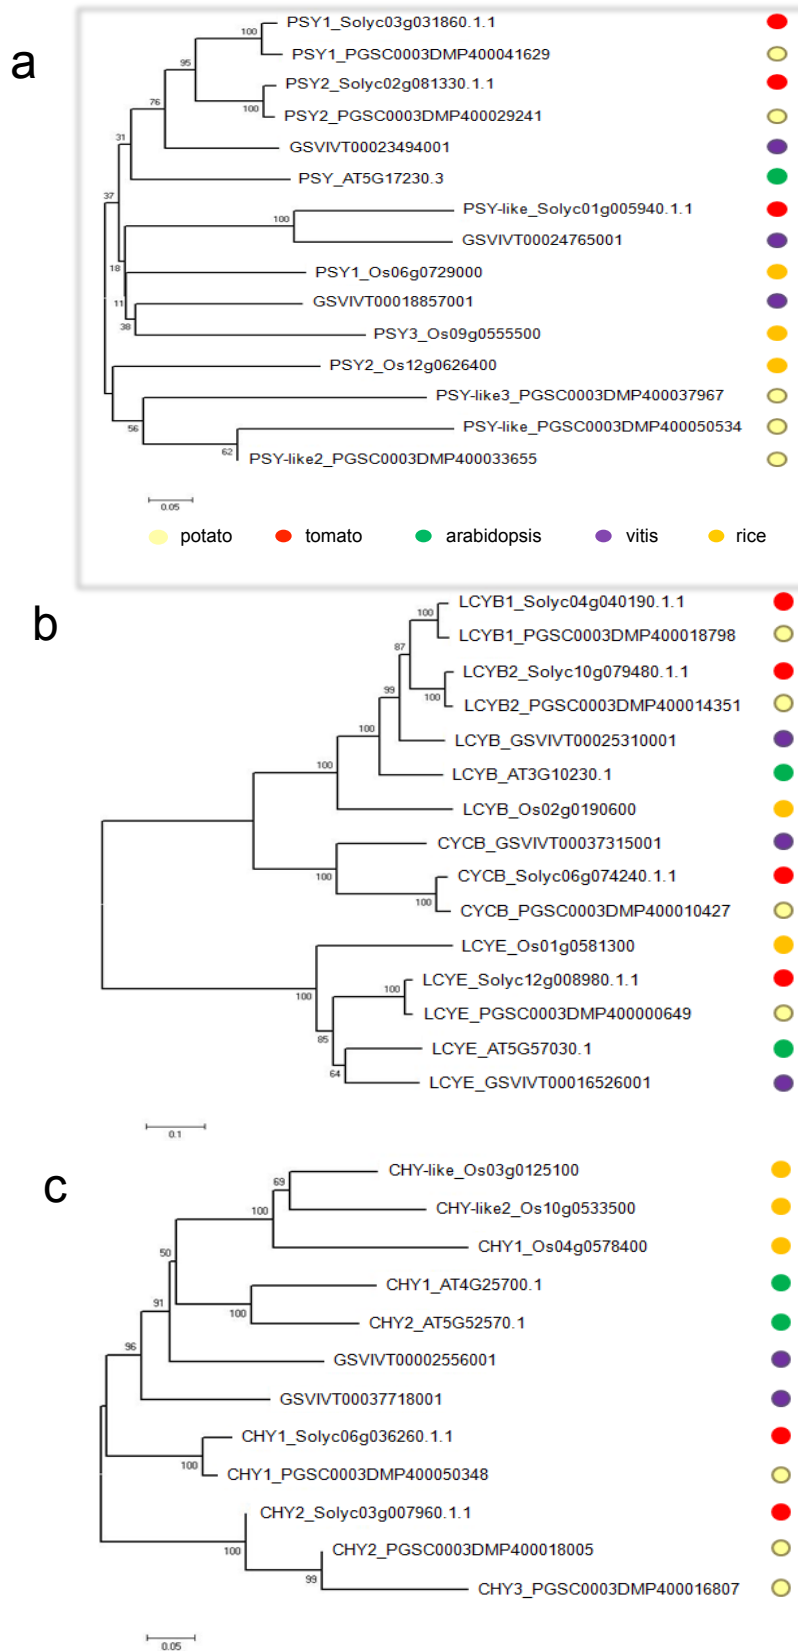 a
PSY1_Solyc03g031860.1.1
100
PSY1_PGSC0003DMP400041629
95
PSY2_Solyc02g081330.1.1
76
100
PSY2_PGSC0003DMP400029241
31
GSVIVT00023494001
PSY_AT5G17230.3
37
PSY-like_Solyc01g005940.1.1
100
GSVIVT00024765001
18
PSY1_Os06g0729000
11
GSVIVT00018857001
38
PSY3_Os09g0555500
PSY2_Os12g0626400
PSY-like3_PGSC0003DMP400037967
56
PSY-like_PGSC0003DMP400050534
62
PSY-like2_PGSC0003DMP400033655
0.05
potato tomato arabidopsis vitis rice
b
LCYB1_Solyc04g040190.1.1
100
LCYB1_PGSC0003DMP400018798
87
LCYB2_Solyc10g079480.1.1
99
100
LCYB2_PGSC0003DMP400014351
100
LCYB_GSVIVT00025310001
100
LCYB_AT3G10230.1
LCYB_Os02g0190600
CYCB_GSVIVT00037315001
100
CYCB_Solyc06g074240.1.1
100
CYCB_PGSC0003DMP400010427
LCYE_Os01g0581300
100
LCYE_Solyc12g008980.1.1
100
LCYE_PGSC0003DMP400000649
85
LCYE_AT5G57030.1
64
LCYE_GSVIVT00016526001
0.1
c
CHY-like_Os03g0125100
69
CHY-like2_Os10g0533500
100
CHY1_Os04g0578400
50
CHY1_AT4G25700.1
100
CHY2_AT5G52570.1
91
GSVIVT00002556001
96
GSVIVT00037718001
CHY1_Solyc06g036260.1.1
100
CHY1_PGSC0003DMP400050348
CHY2_Solyc03g007960.1.1
100
CHY2_PGSC0003DMP400018005
99
CHY3_PGSC0003DMP400016807
0.05